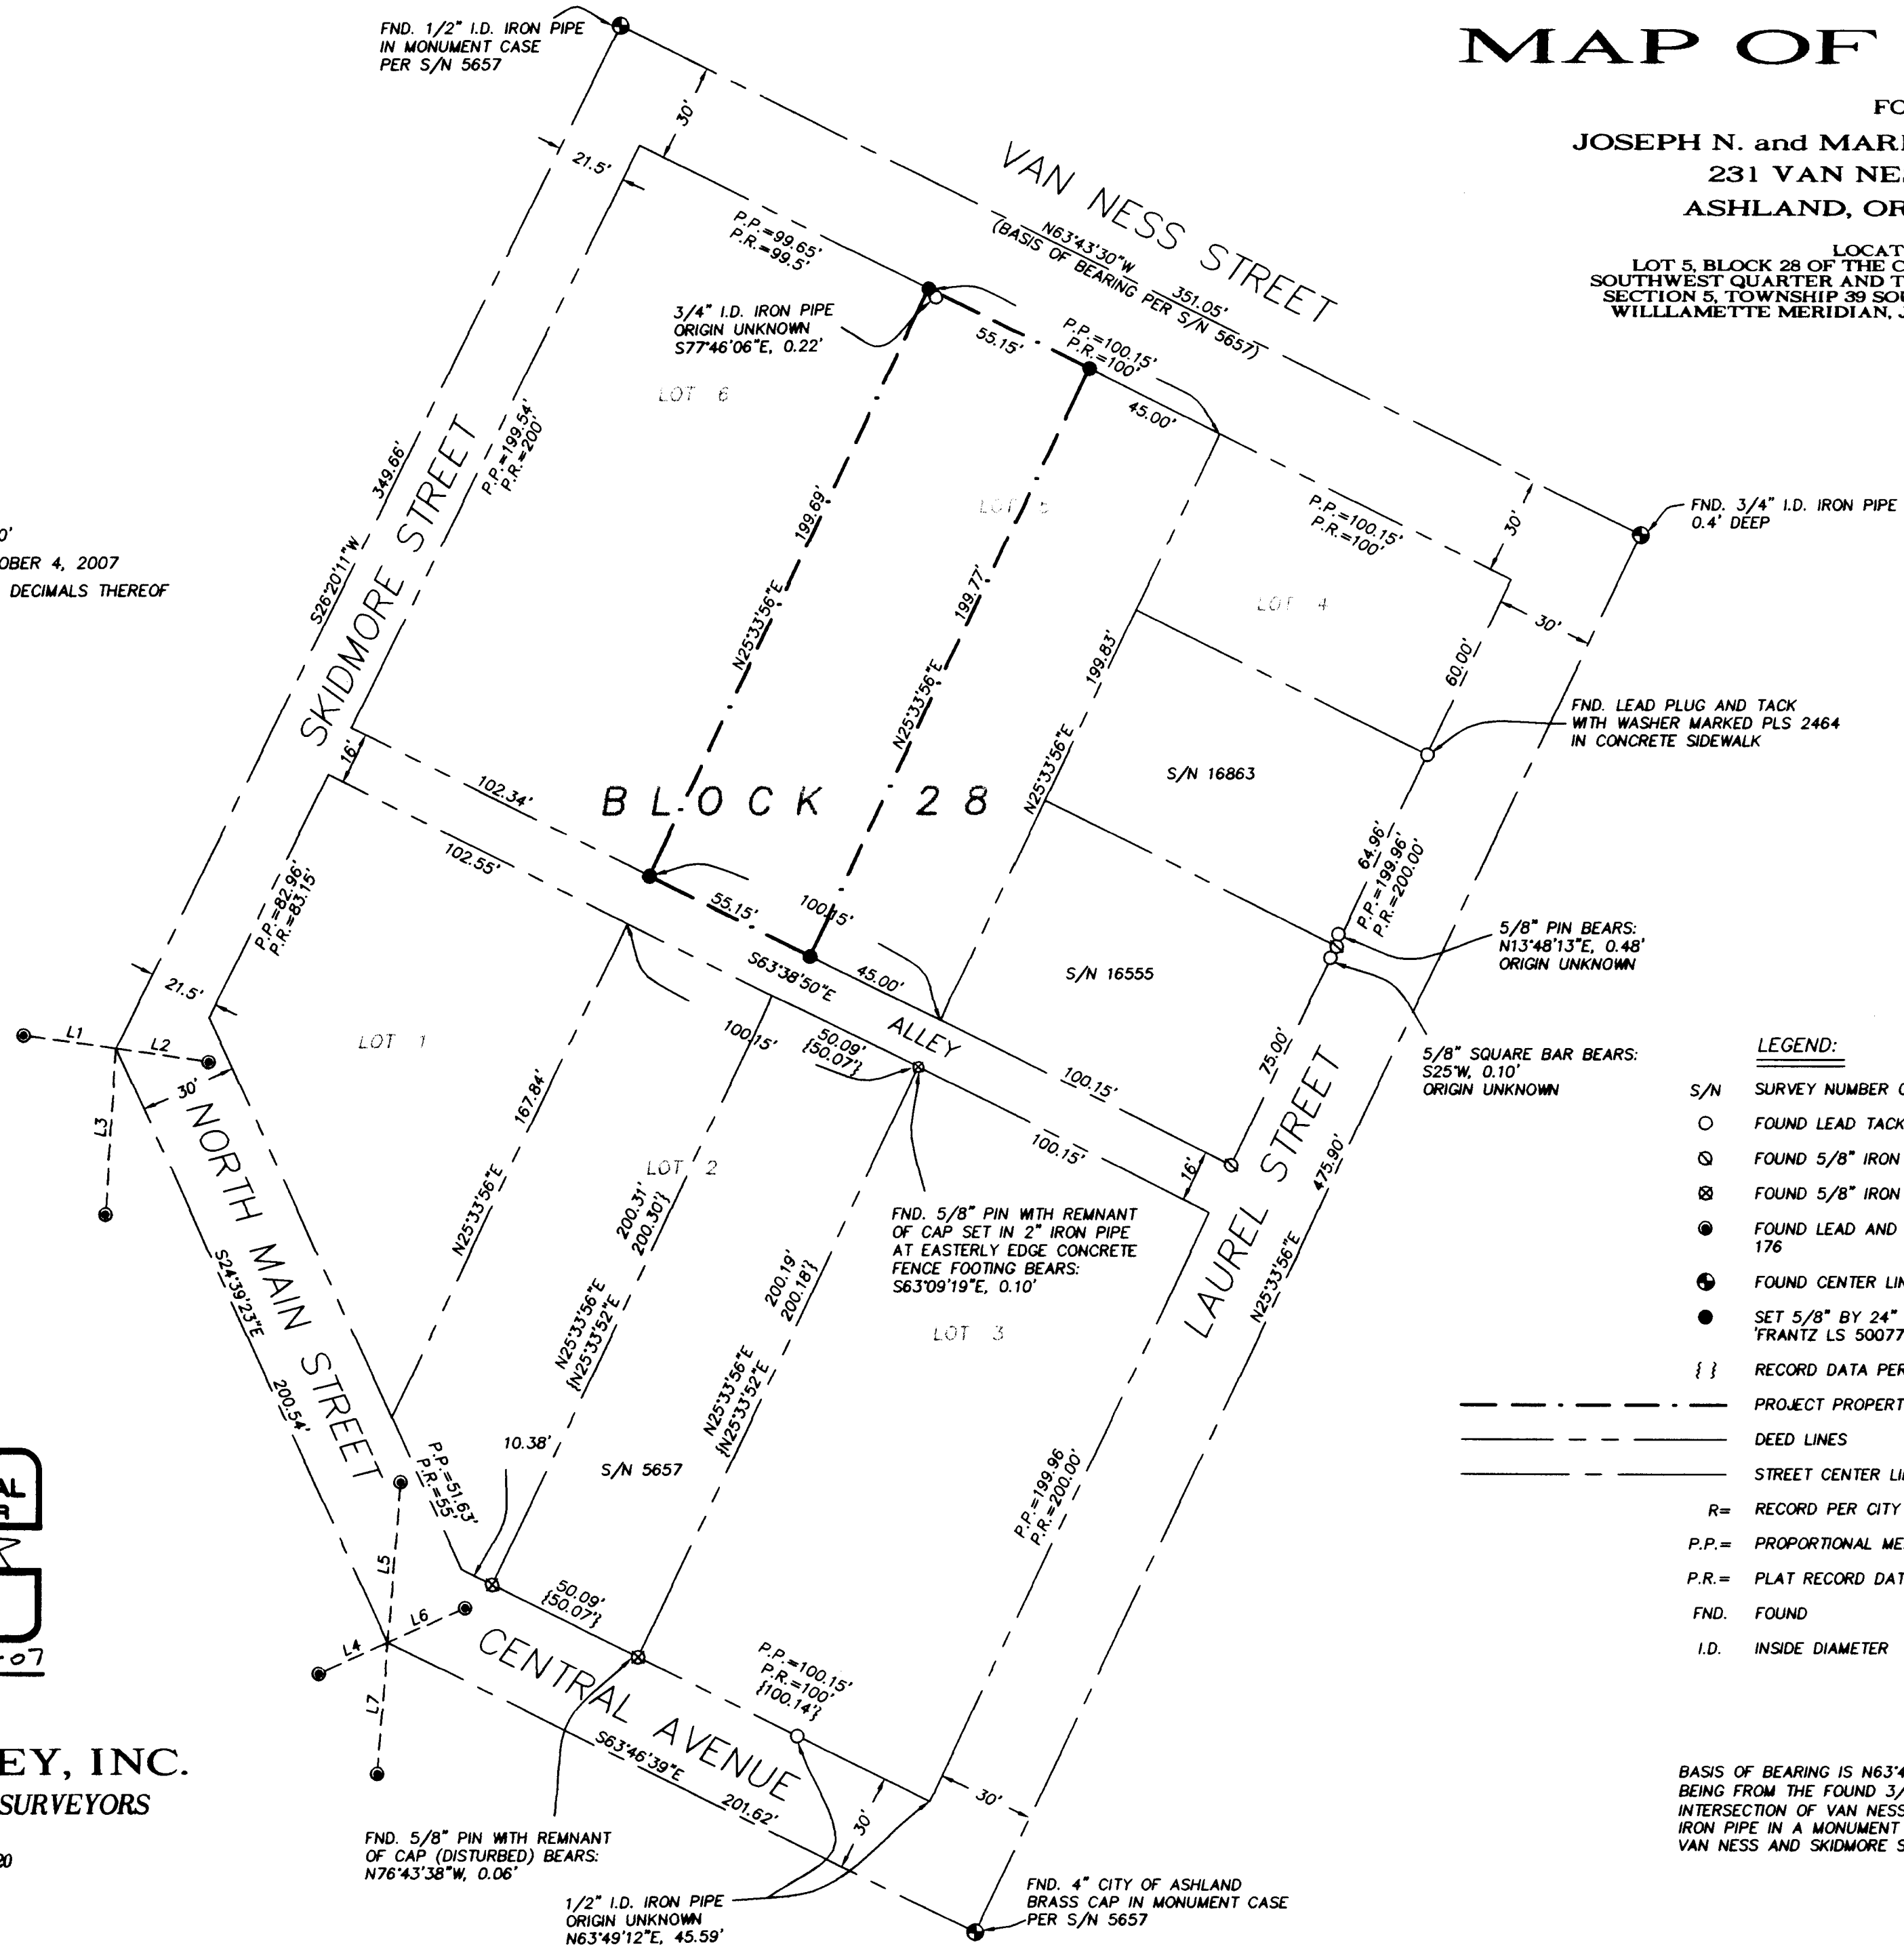 MAP OF
FO
JOSEPH N. and MARI
231 VAN NES
ASHLAND, OR
LOCAT
LOT 5, BLOCK 28 OF THE C
SOUTHWEST QUARTER AND T
SECTION 5, TOWNSHIP 39 SOU
WILLLAMETTE MERIDIAN, J
FND. 1/2" I.D. IRON PIPE
IN MONUMENT CASE
PER S/N 5657
30'
21.5'
VAN NESS STREET
N63°43'30"W 351.05'
(BASIS OF BEARING PER S/N 5657)
P.P.=99.65'
P.R.=99.5'
3/4" I.D. IRON PIPE
ORIGIN UNKNOWN
S77°46'06"E, 0.22'
55.15'
P.P.=100.15'
P.R.=100'
45.00'
LOT 6
LOT 5
P.P.=100.15'
P.R.=100'
30'
FND. 3/4" I.D. IRON PIPE
0.4' DEEP
LOT 4
30'
60.00'
349.66'
S26°20'11"W
SKIDMORE STREET
P.P.=199.54'
P.R.=200'
199.69'
N25°33'56"E
199.77'
N25°33'56"E
199.83'
N25°33'56"E
0'
OBER 4, 2007
DECIMALS THEREOF
FND. LEAD PLUG AND TACK
WITH WASHER MARKED PLS 2464
IN CONCRETE SIDEWALK
S/N 16863
16'
102.34'
BLOCK 28
102.55'
64.96'
P.P.=199.96'
P.R.=200.00'
P.P.=82.96'
P.R.=83.15'
55.15'
100.15'
S63°38'50"E
45.00'
S/N 16555
5/8" PIN BEARS:
N13°48'13"E, 0.48'
ORIGIN UNKNOWN
21.5'
L1
L2
L3
30'
LOT 1
100.15'
50.09'
{50.07'}
ALLEY
100.15'
75.00'
5/8" SQUARE BAR BEARS:
S25°W, 0.10'
ORIGIN UNKNOWN
167.84'
N25°33'56"E
NORTH MAIN STREET
S24°39'23"E
200.54'
LOT 2
100.15'
16'
LAUREL STREET
475.90'
N25°33'56"E
200.31'
200.30'}
N25°33'56"E
{N25°33'52"E
200.19'
200.18'}
N25°33'56"E
{N25°33'52"E
FND. 5/8" PIN WITH REMNANT
OF CAP SET IN 2" IRON PIPE
AT EASTERLY EDGE CONCRETE
FENCE FOOTING BEARS:
S63°09'19"E, 0.10'
LOT 3
P.P.=199.96
P.R.=200.00'
10.38'
P.P.=51.63'
P.R.=55'
S/N 5657
L5
L6
L4
L7
50.09'
{50.07'}
CENTRAL AVENUE
P.P.=100.15'
P.R.=100'
{100.14'}
S63°46'39"E
201.62'
30'
30'
FND. 5/8" PIN WITH REMNANT
OF CAP (DISTURBED) BEARS:
N76°43'38"W, 0.06'
1/2" I.D. IRON PIPE
ORIGIN UNKNOWN
N63°49'12"E, 45.59'
FND. 4" CITY OF ASHLAND
BRASS CAP IN MONUMENT CASE
PER S/N 5657
AL
R
-07
EY, INC.
SURVEYORS
20
LEGEND:
S/N SURVEY NUMBER O
FOUND LEAD TACK
FOUND 5/8" IRON
FOUND 5/8" IRON
FOUND LEAD AND
176
FOUND CENTER LIN
SET 5/8" BY 24"
'FRANTZ LS 50077
{ } RECORD DATA PER
PROJECT PROPERT
DEED LINES
STREET CENTER LI
R= RECORD PER CITY
P.P.= PROPORTIONAL ME
P.R.= PLAT RECORD DAT
FND. FOUND
I.D. INSIDE DIAMETER
BASIS OF BEARING IS N63°4
BEING FROM THE FOUND 3/
INTERSECTION OF VAN NESS
IRON PIPE IN A MONUMENT
VAN NESS AND SKIDMORE S